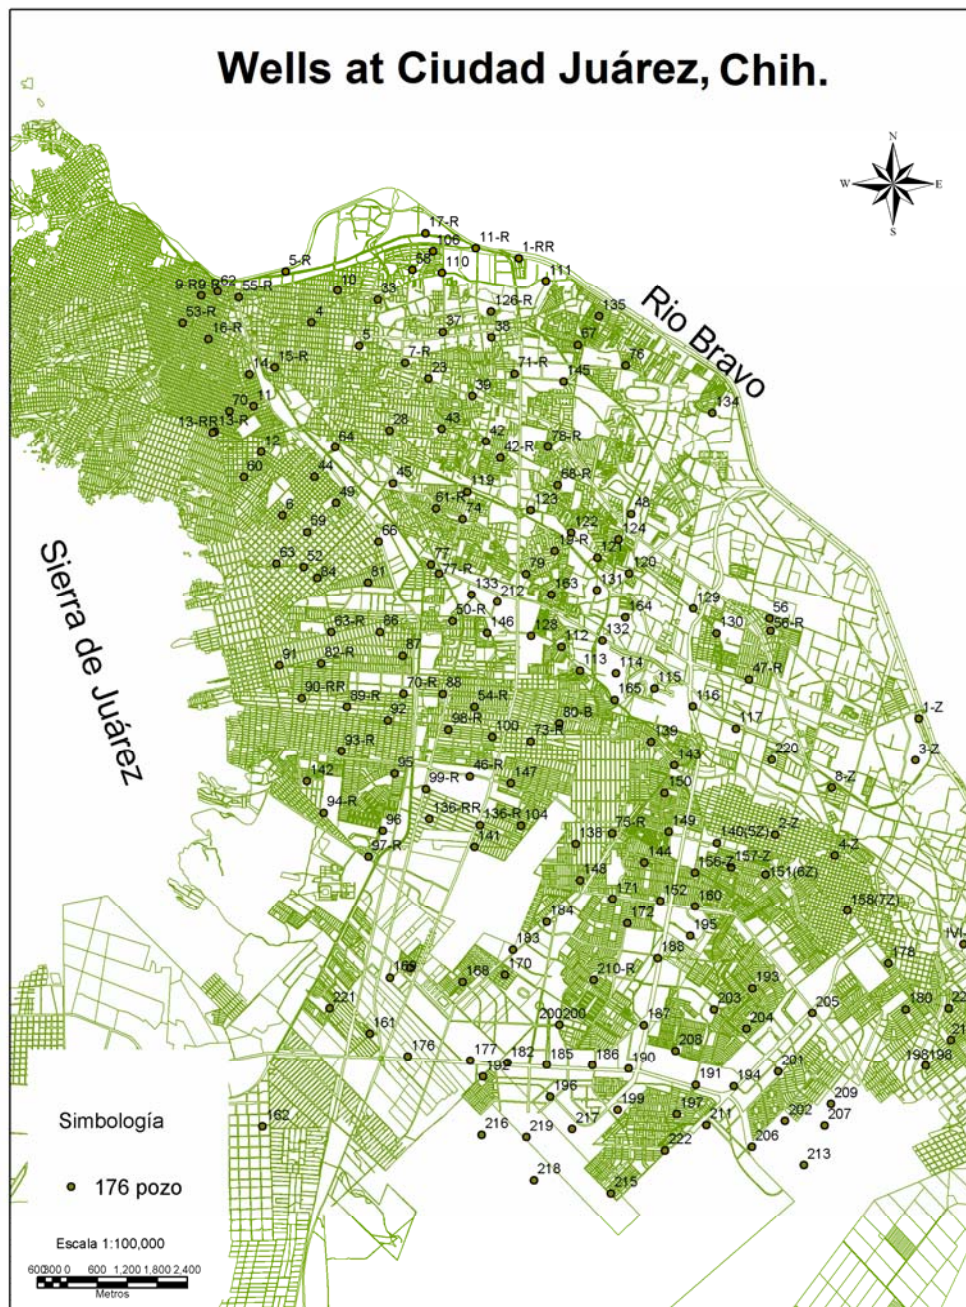 Wells at Ciudad Juárez, Chih.
N
W E
S
17-R
106
11-R
1-RR
5-R
110
111
62
55-R
10
33
126-R
135
Rio Bravo
53-R
16-R
4
37
38
67
5
7-R
76
14
15-R
23
71-R
145
39
11
70
134
13-RR
13-R
28
43
42
64
42-R
78-R
12
60
44
45
68-R
61-R
119
49
74
123
48
6
59
122
124
66
19-R
121
Sierra de Juárez
63
52
77
84
77-R
79
120
81
133
212
163
131
129
50-R
164
56
63-R
86
146
128
130
56-R
132
112
87
91
82-R
113
114
47-R
70-R
88
115
90-RR
89-R
54-R
165
116
92
80-B
1-Z
98-R
100
73-R
117
93-R
139
220
3-Z
143
95
46-R
142
99-R
147
150
8-Z
94-R
136-RR
136-R
104
96
75-R
149
2-Z
141
138
140(5Z)
97-R
144
4-Z
156-Z
157-Z
151(6Z)
148
171
152
160
158(7Z)
184
172
195
183
188
178
170
168
210-R
193
221
203
180
205
161
200
200
187
204
176
208
177
182
185
186
190
201
198
192
191
194
196
209
162
199
197
202
207
Simbología
216
219
217
211
222
206
213
218
215
176 pozo
Escala 1:100,000
600 300 0 600 1,200 1,800 2,400
Metros